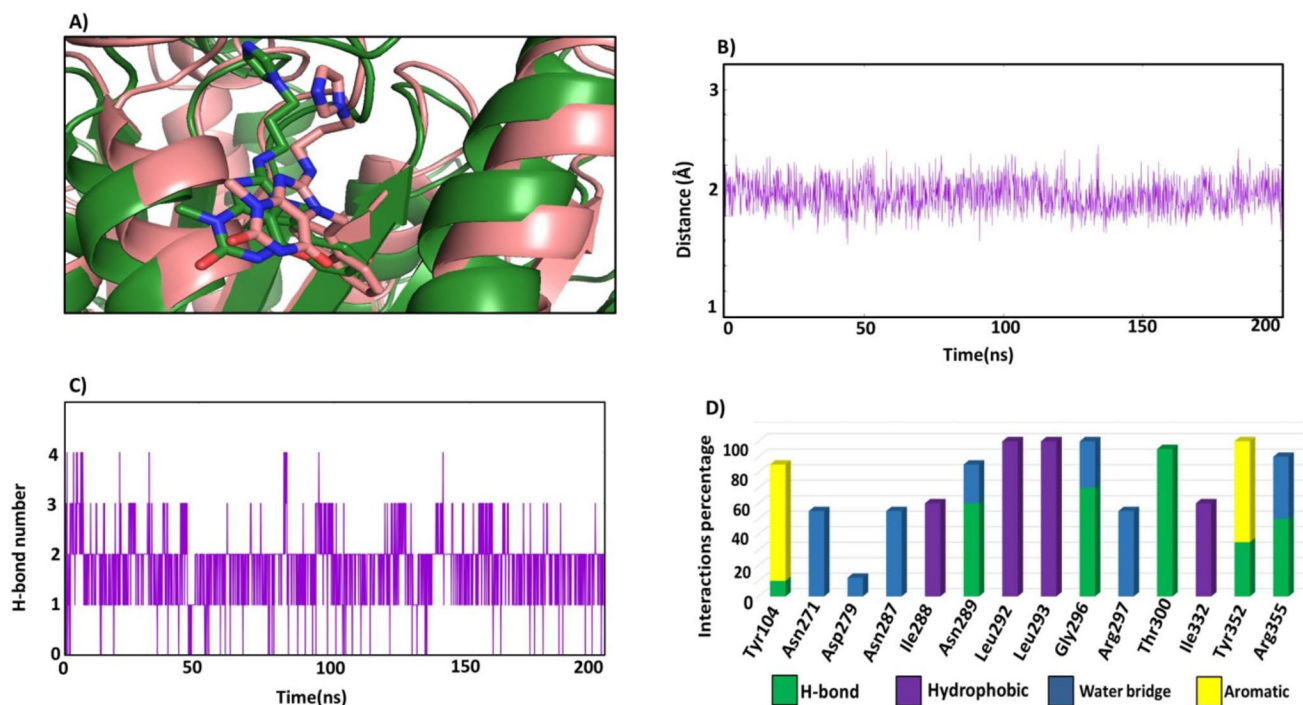 A)
B)
Distance (Å)
3
2
1
0 50 100 150 200
Time(ns)
C)
H-bond number
4
3
2
1
0
0 50 100 150 200
Time(ns)
D)
Interactions percentage
100
80
60
40
20
0
Tyr104
Asn271
Asp279
Asn287
Ile288
Asn289
Leu292
Leu293
Gly296
Arg297
Thr300
Ile332
Tyr352
Arg355
H-bond Hydrophobic Water bridge Aromatic